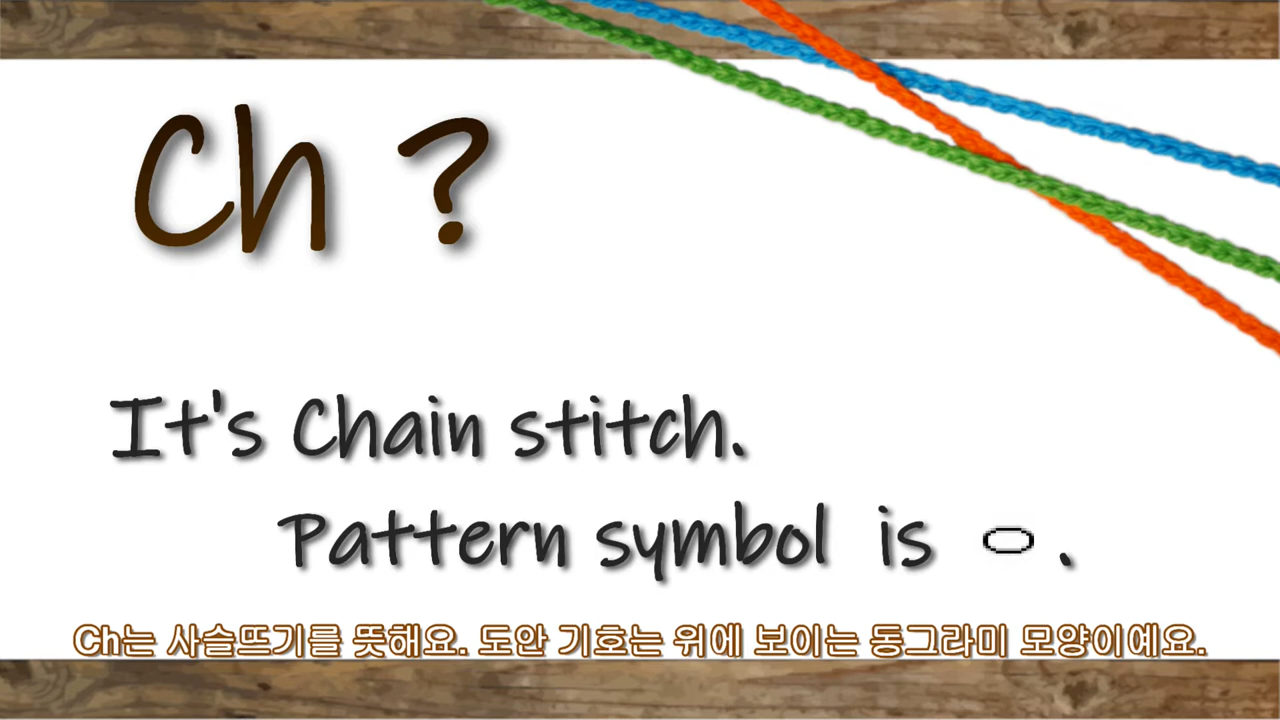 Ch ?
It's Chain stitch.
Pattern symbol is ⬭.
Ch는 사슬뜨기를 뜻해요. 도안 기호는 위에 보이는 동그라미 모양이예요.